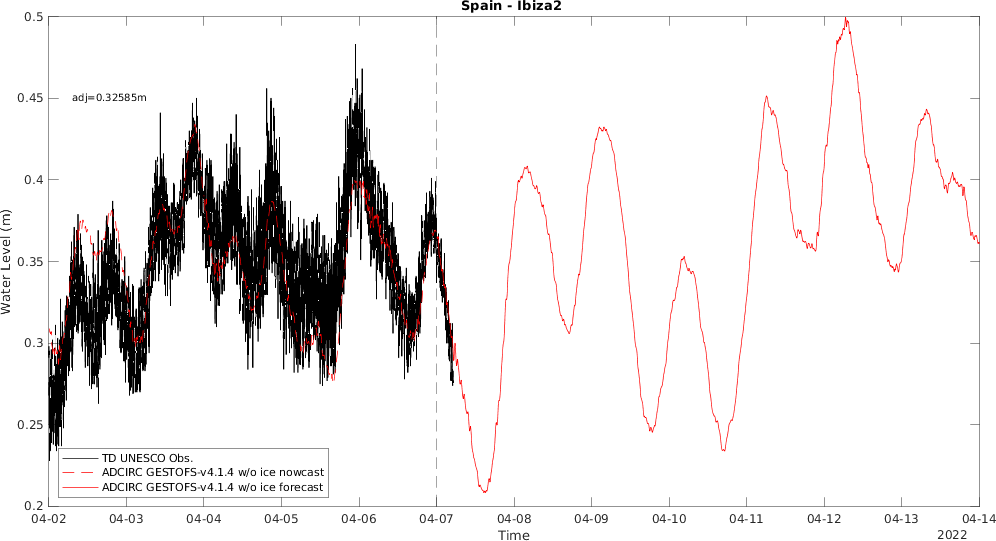 Spain - Ibiza2
0.5
0.45
0.4
0.35
0.3
0.25
0.2
Water Level (m)
adj=0.32585m
TD UNESCO Obs.
ADCIRC GESTOFS-v4.1.4 w/o ice nowcast
ADCIRC GESTOFS-v4.1.4 w/o ice forecast
04-02 04-03 04-04 04-05 04-06 04-07 04-08 04-09 04-10 04-11 04-12 04-13 04-14
Time
2022